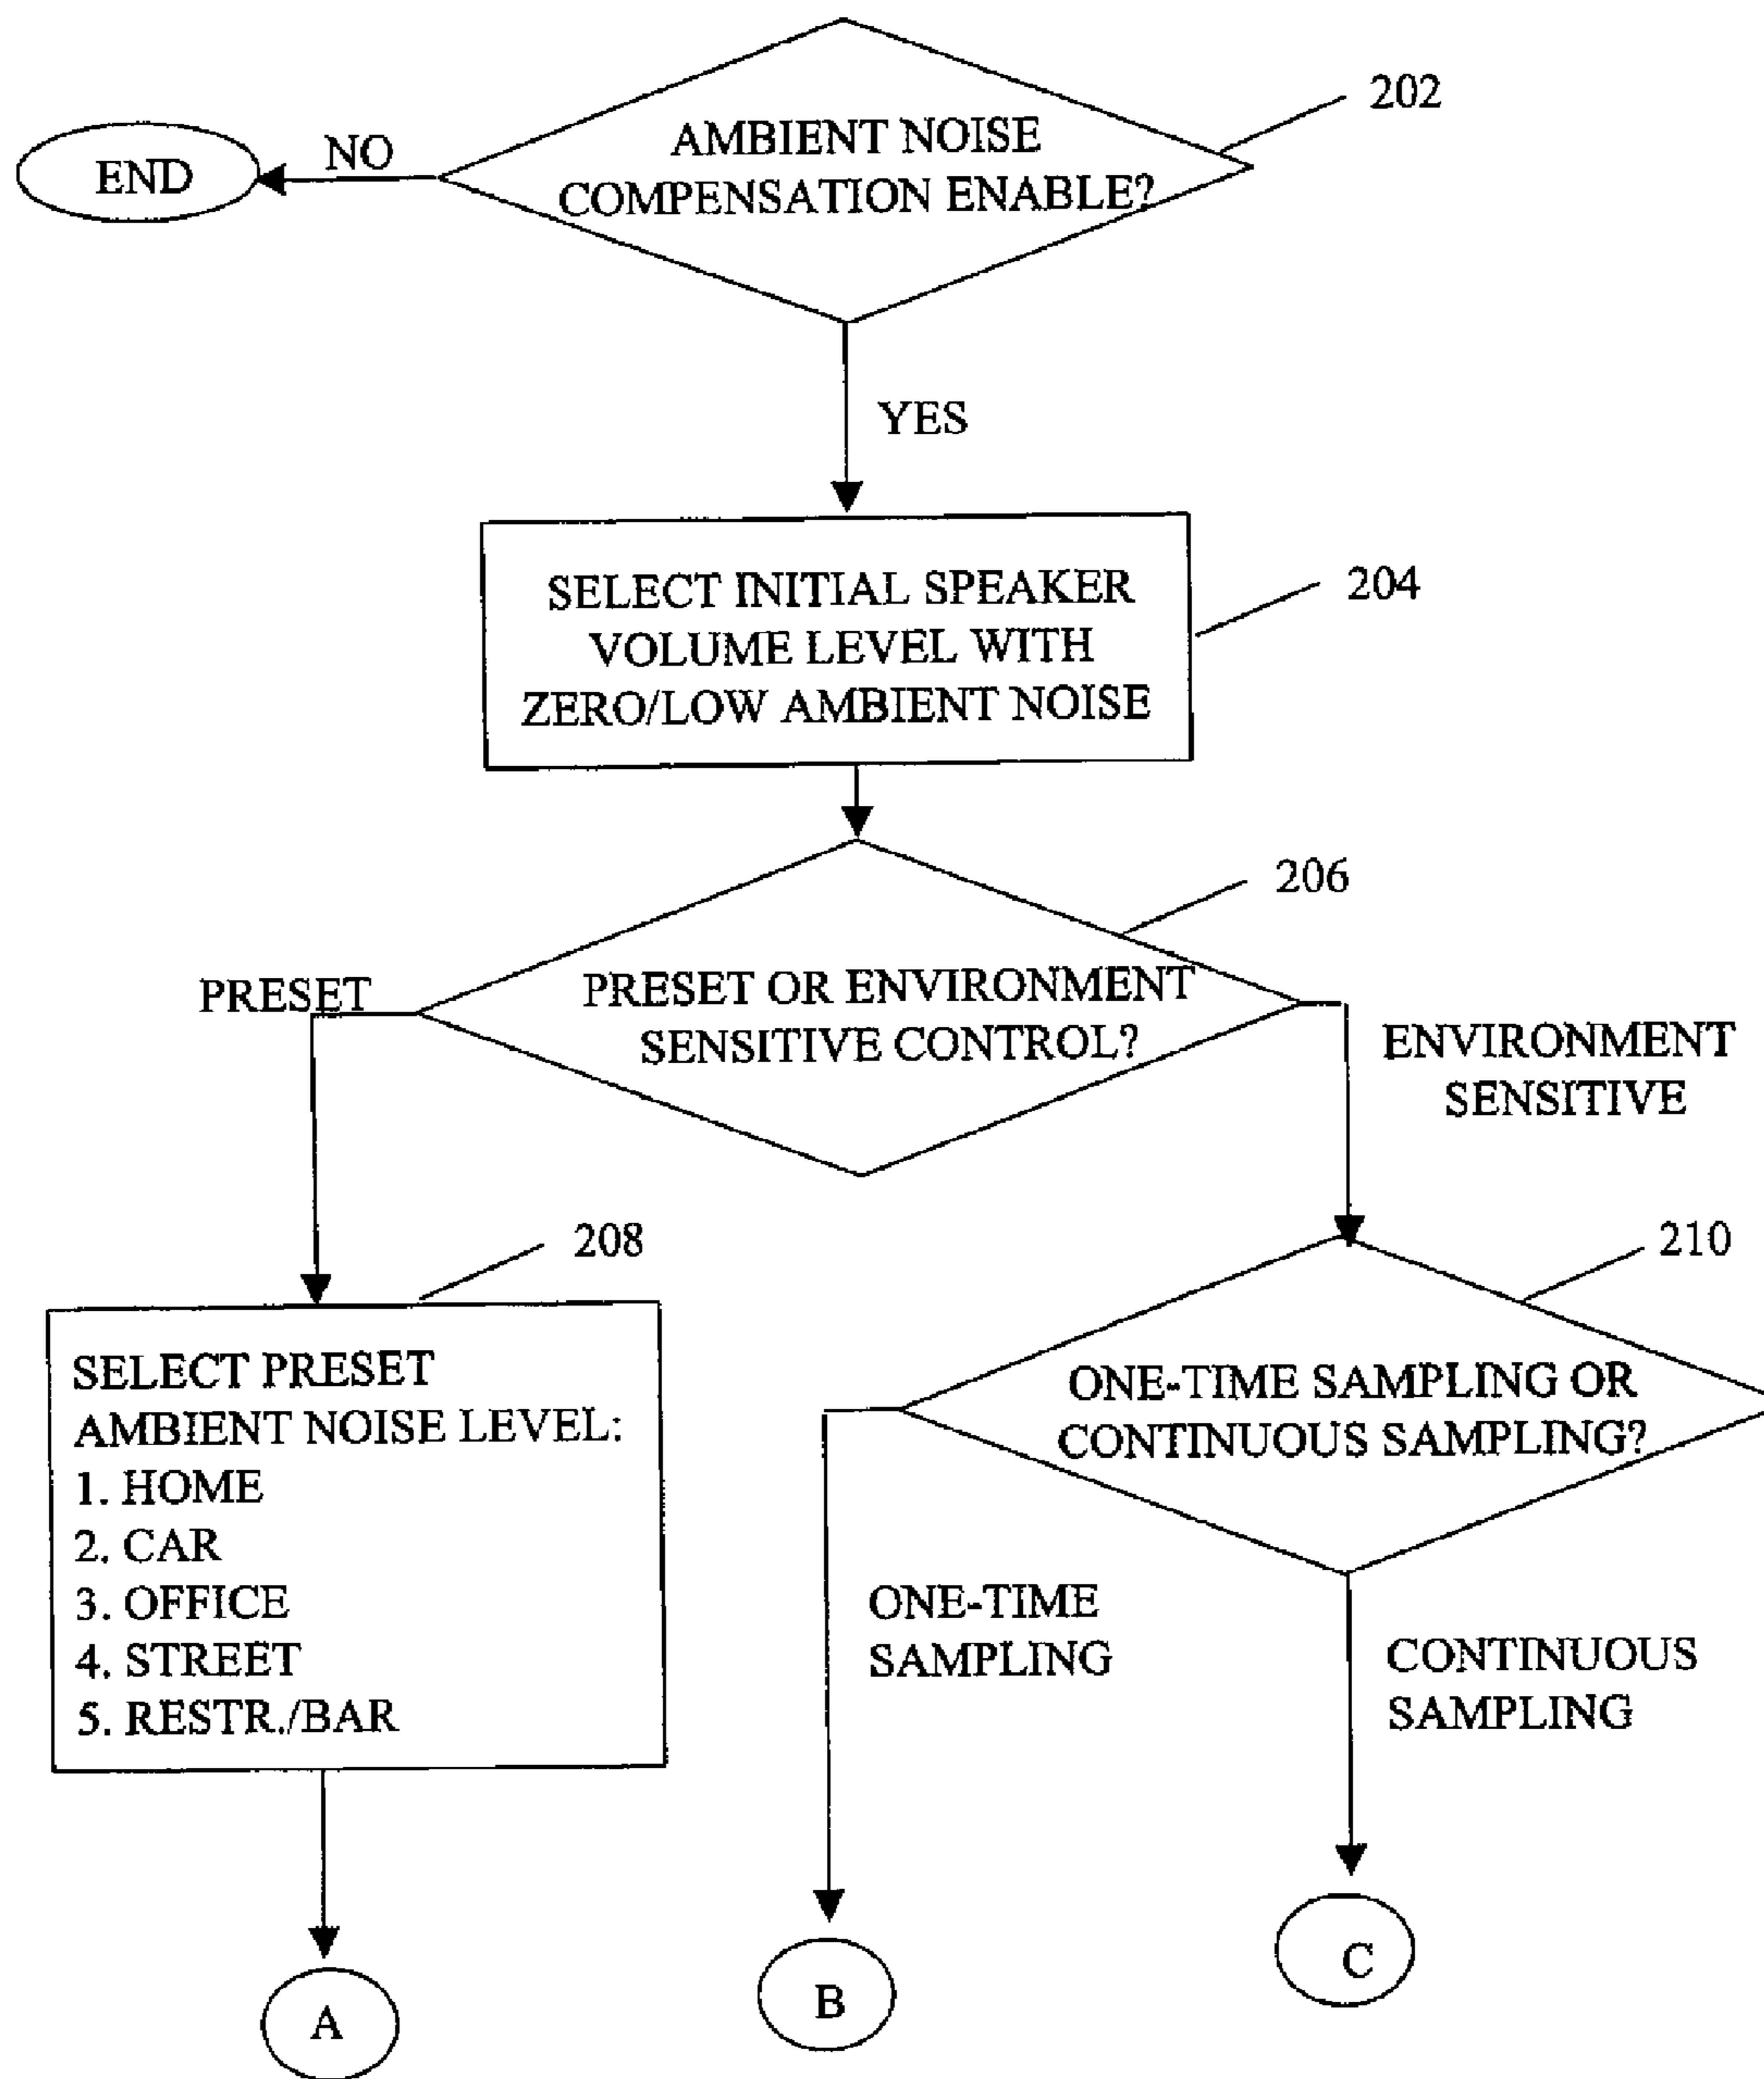 202
AMBIENT NOISE
COMPENSATION ENABLE?
NO
END
YES
204
SELECT INITIAL SPEAKER
VOLUME LEVEL WITH
ZERO/LOW AMBIENT NOISE
206
PRESET OR ENVIRONMENT
SENSITIVE CONTROL?
PRESET
ENVIRONMENT
SENSITIVE
208
SELECT PRESET
AMBIENT NOISE LEVEL:
1. HOME
2. CAR
3. OFFICE
4. STREET
5. RESTR./BAR
210
ONE-TIME SAMPLING OR
CONTINUOUS SAMPLING?
ONE-TIME
SAMPLING
CONTINUOUS
SAMPLING
A
B
C